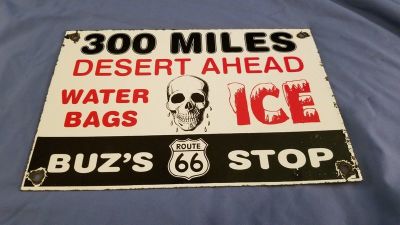 300 MILES
DESERT AHEAD
WATER ICE
BAGS
BUZ'S ROUTE 66 STOP